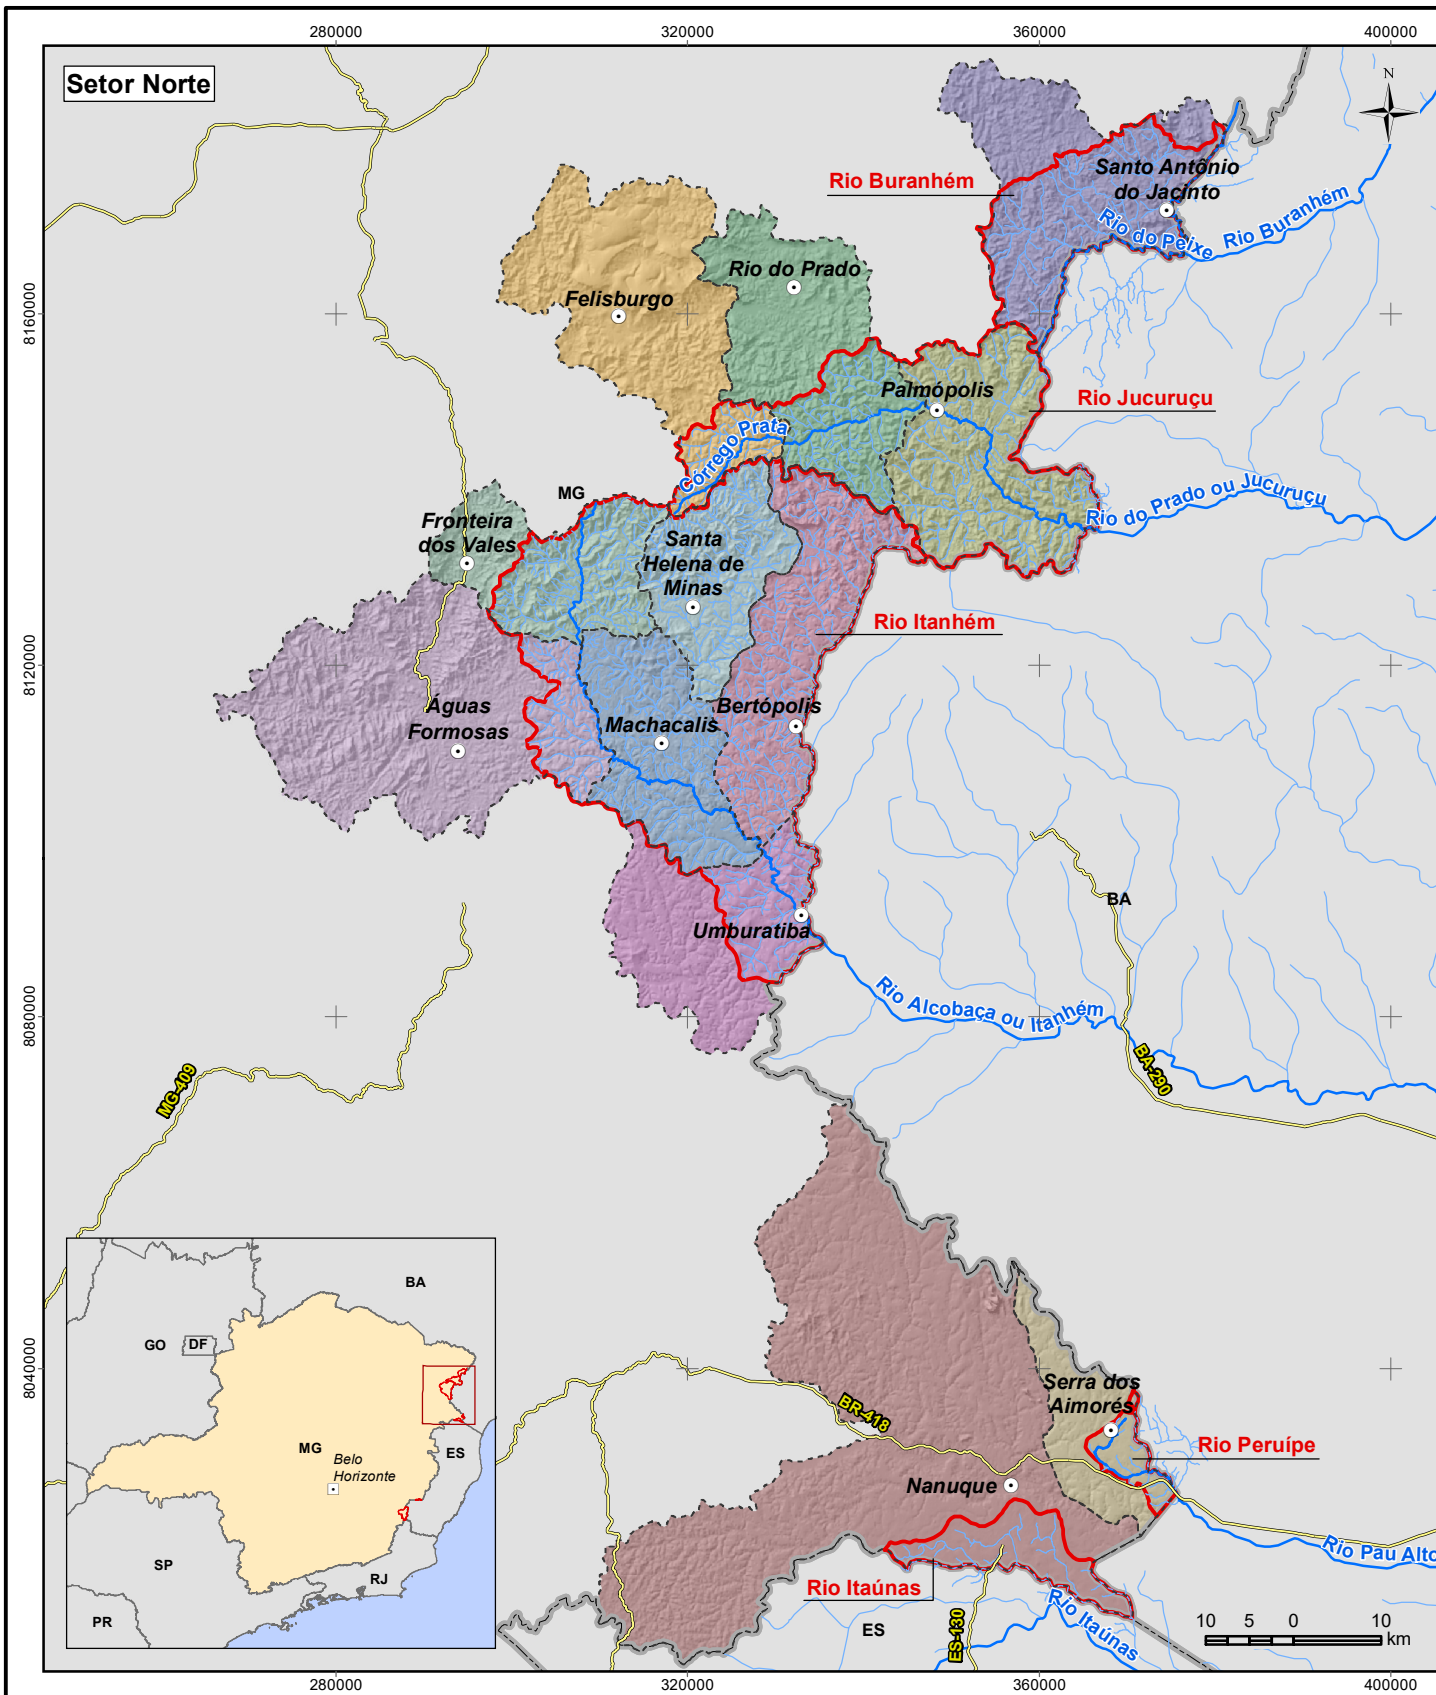 280000
320000
360000
400000
Setor Norte
N
Santo Antônio
do Jacinto
Rio Buranhém
Rio do Peixe
Rio Buranhém
Rio do Prado
Felisburgo
8160000
Palmópolis
Rio Jucuruçu
Córrego Prata
MG
Rio do Prado ou Jucuruçu
Fronteira
dos Vales
Santa
Helena de
Minas
Rio Itanhém
8120000
Águas
Formosas
Machacalis
Bertópolis
BA
Umburatiba
Rio Alcobaça ou Itanhém
8080000
MG-409
BA-290
BA
GO
DF
MG
Belo
Horizonte
ES
SP
RJ
PR
8040000
Serra dos
Aimorés
BR-418
Rio Peruípe
Nanuque
Rio Pau Alto
Rio Itaúnas
Rio Itaúnas
ES
ES-130
10 5 0 10
km
280000
320000
360000
400000